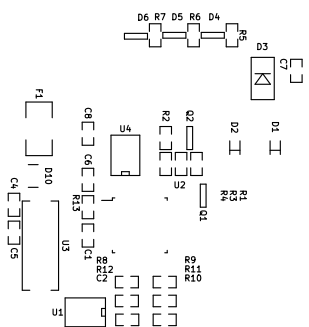 D6 R7 D5 R6 D4
R5
D3
C7
F1
C8
R2
Q2
U4
D2
D1
C6
D10
U2
C4
R13
Q1
R4
R3
R1
C5
U3
C1
R8
R12
C2
R9
R11
R10
U1